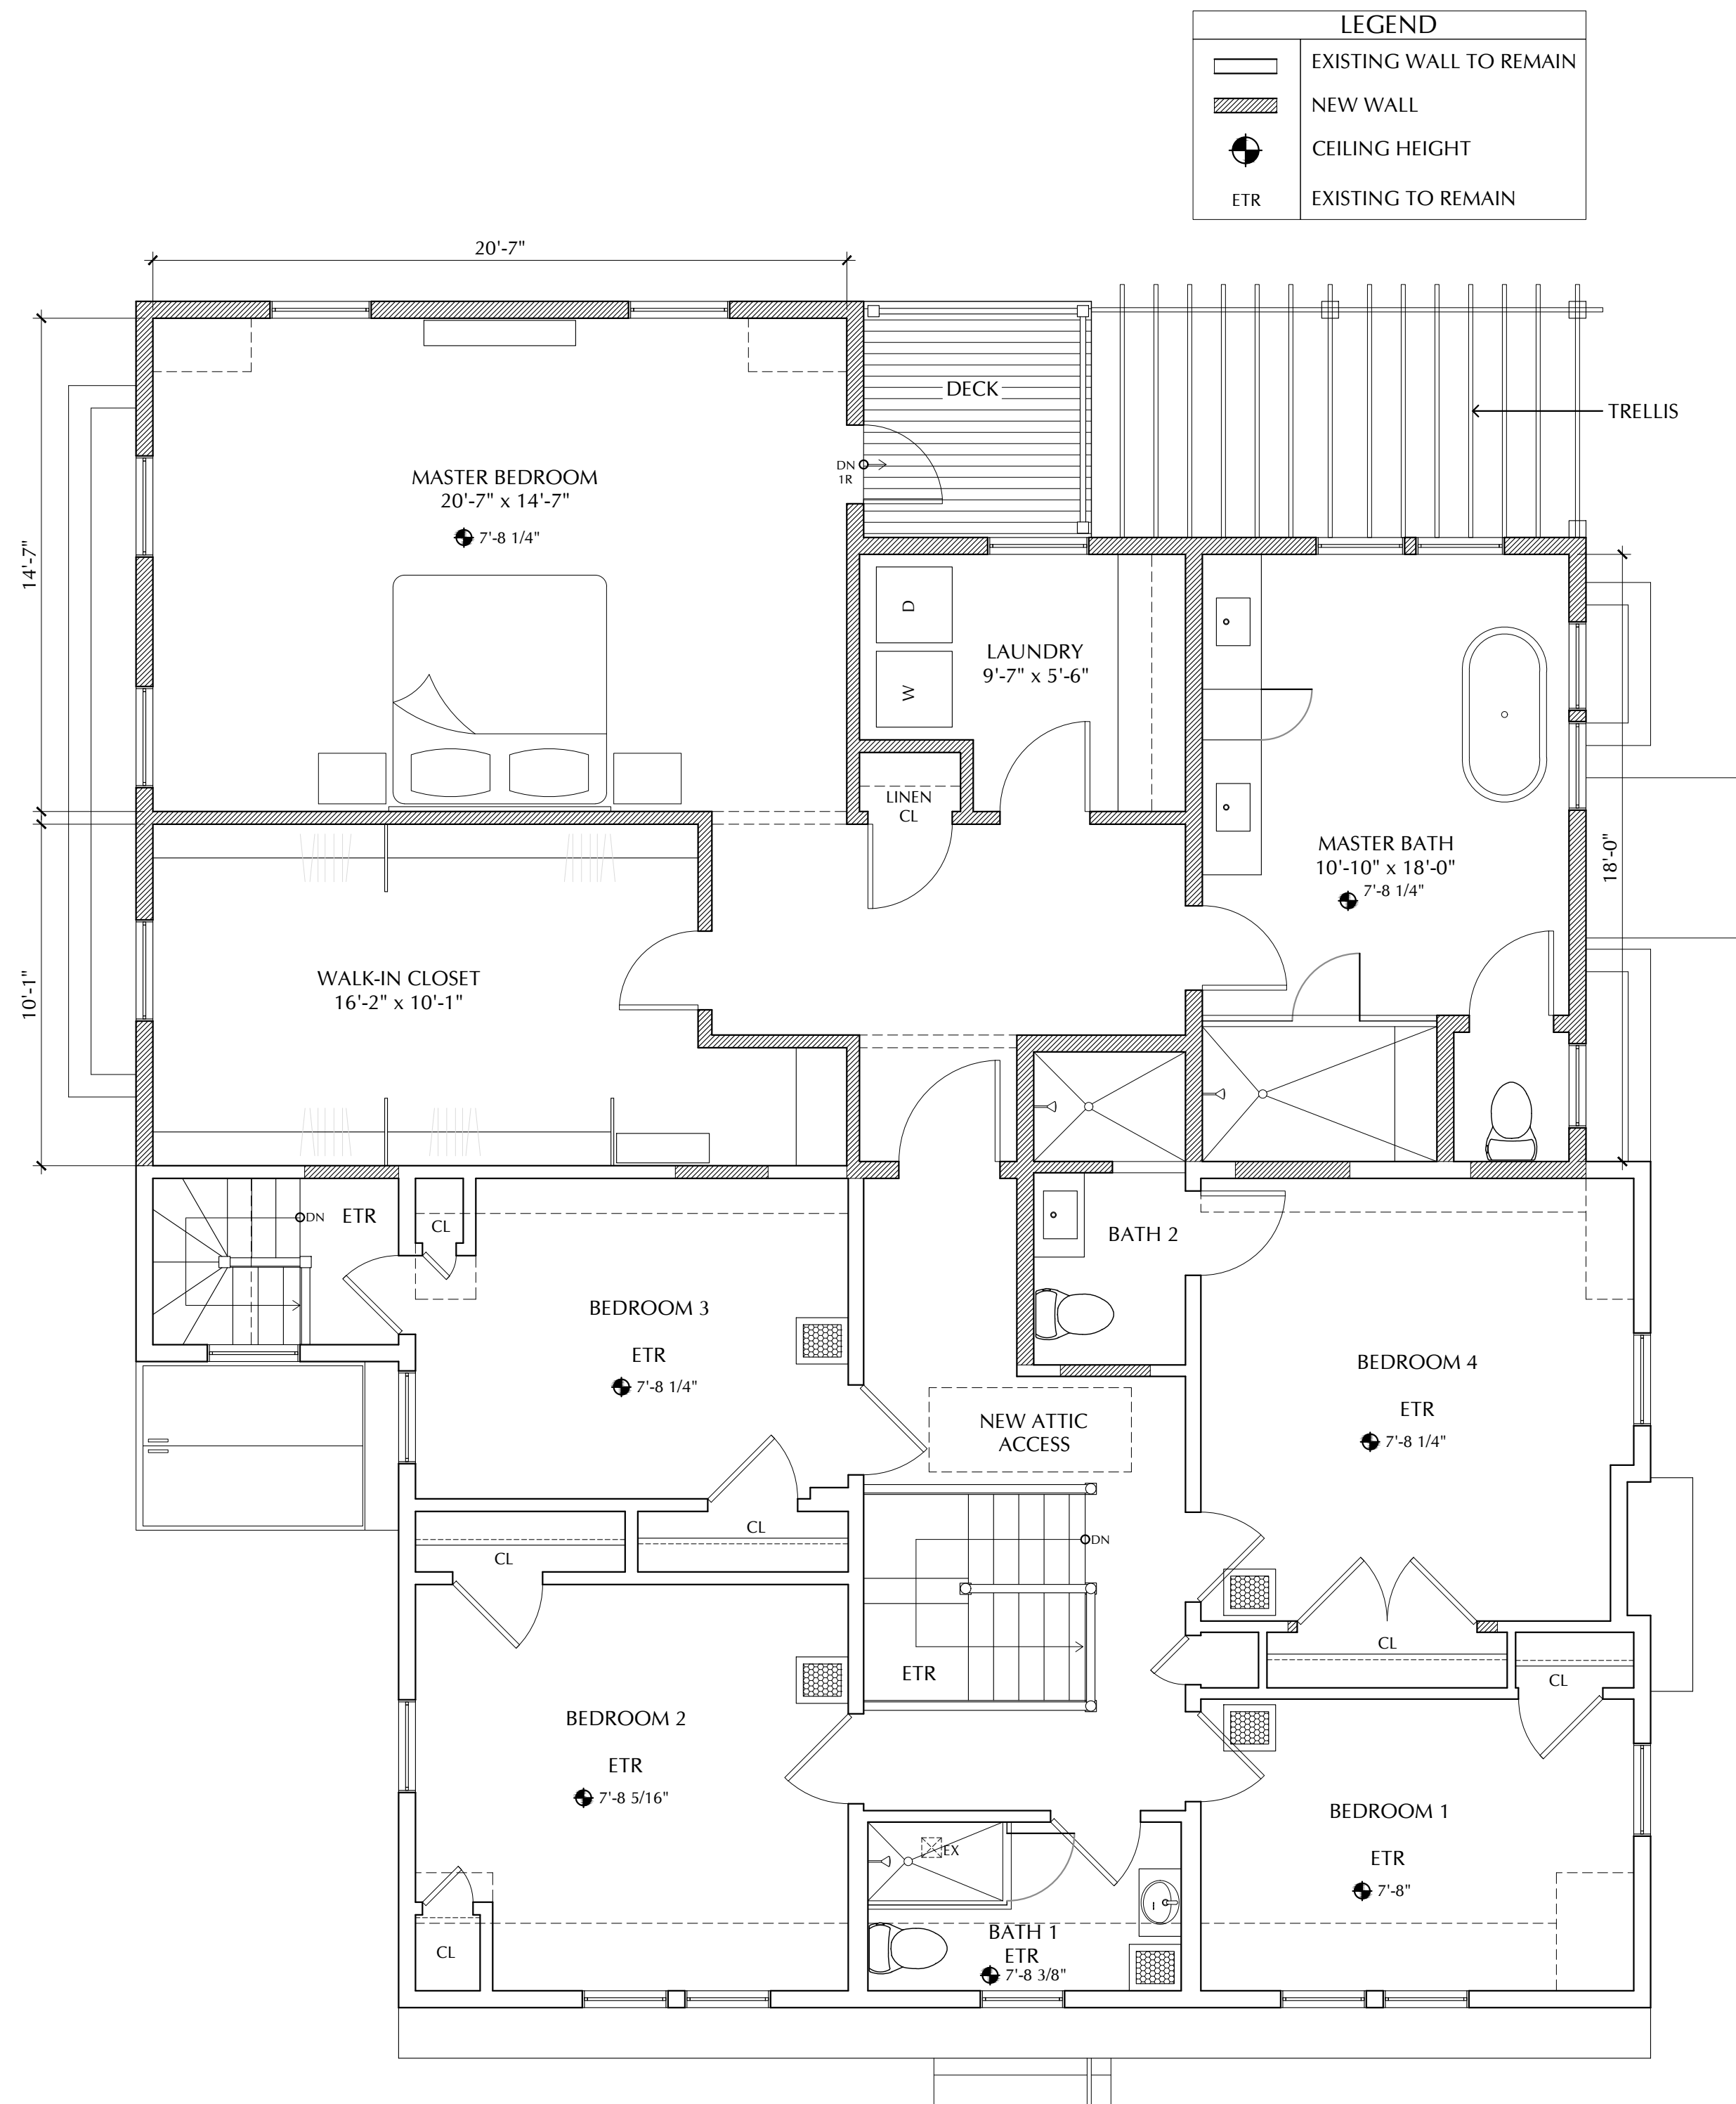 LEGEND
EXISTING WALL TO REMAIN
NEW WALL
CEILING HEIGHT
ETR EXISTING TO REMAIN
20'-7"
DECK
TRELLIS
MASTER BEDROOM
20'-7" x 14'-7"
7'-8 1/4"
DN
1R
14'-7"
D
W
LAUNDRY
9'-7" x 5'-6"
LINEN
CL
MASTER BATH
10'-10" x 18'-0"
7'-8 1/4"
18'-0"
WALK-IN CLOSET
16'-2" x 10'-1"
10'-1"
DN
ETR
CL
BATH 2
BEDROOM 3
ETR
7'-8 1/4"
BEDROOM 4
ETR
7'-8 1/4"
NEW ATTIC
ACCESS
CL
CL
DN
ETR
CL
CL
BEDROOM 2
ETR
7'-8 5/16"
BEDROOM 1
ETR
7'-8"
EX
CL
BATH 1
ETR
7'-8 3/8"